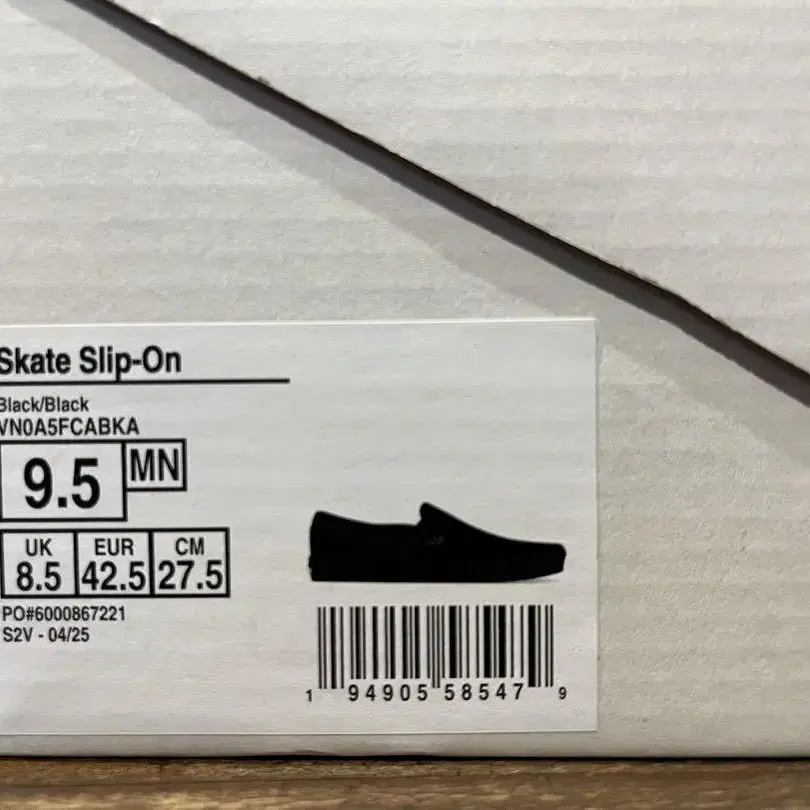 Skate Slip-On
Black/Black
VN0A5FCABKA
9.5 MN
UK EUR CM
8.5 42.5 27.5
PO#6000867221
S2V - 04/25
1 94905 58547 9